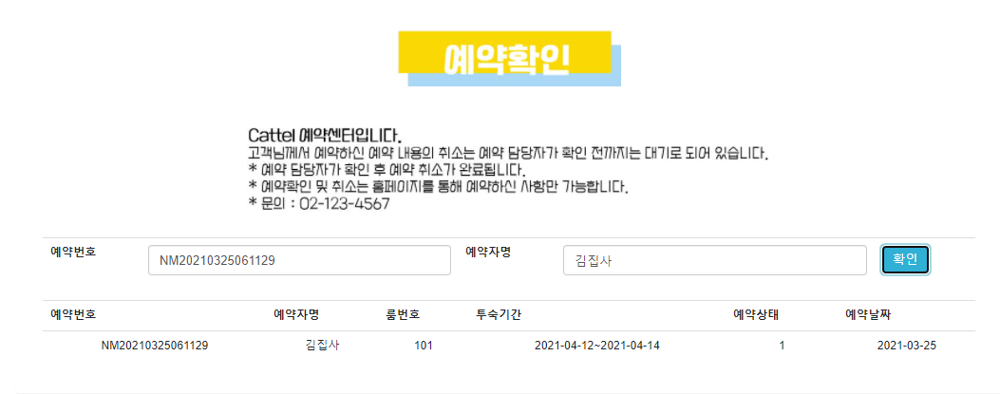 예약확인
Cattel 예약센터입니다.
고객님께서 예약하신 예약 내용의 취소는 예약 담당자가 확인 전까지는 대기로 되어 있습니다.
* 예약 담당자가 확인 후 예약 취소가 완료됩니다.
* 예약확인 및 취소는 홈페이지를 통해 예약하신 사항만 가능합니다.
* 문의 : 02-123-4567
예약번호 NM20210325061129 예약자명 김집사 확인
예약번호 예약자명 룸번호 투숙기간 예약상태 예약날짜
NM20210325061129 김집사 101 2021-04-12~2021-04-14 1 2021-03-25